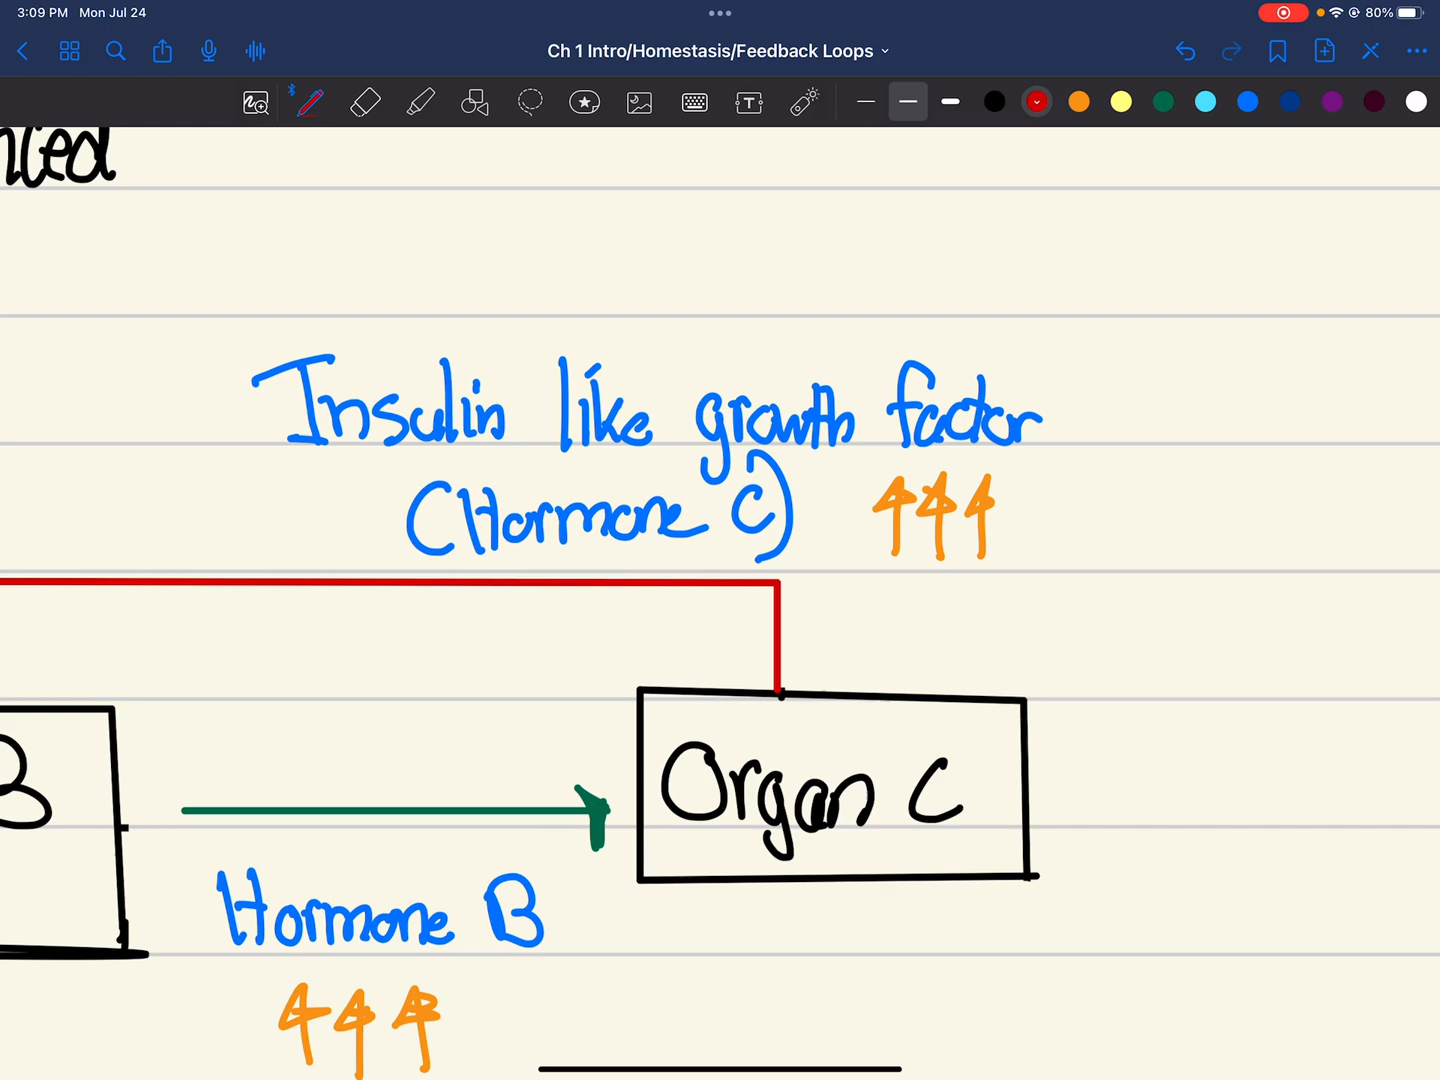 3:09 PM Mon Jul 24
80%
Ch 1 Intro/Homestasis/Feedback Loops
Insulin like growth factor
(Hormone C)
B
Organ C
Hormone B